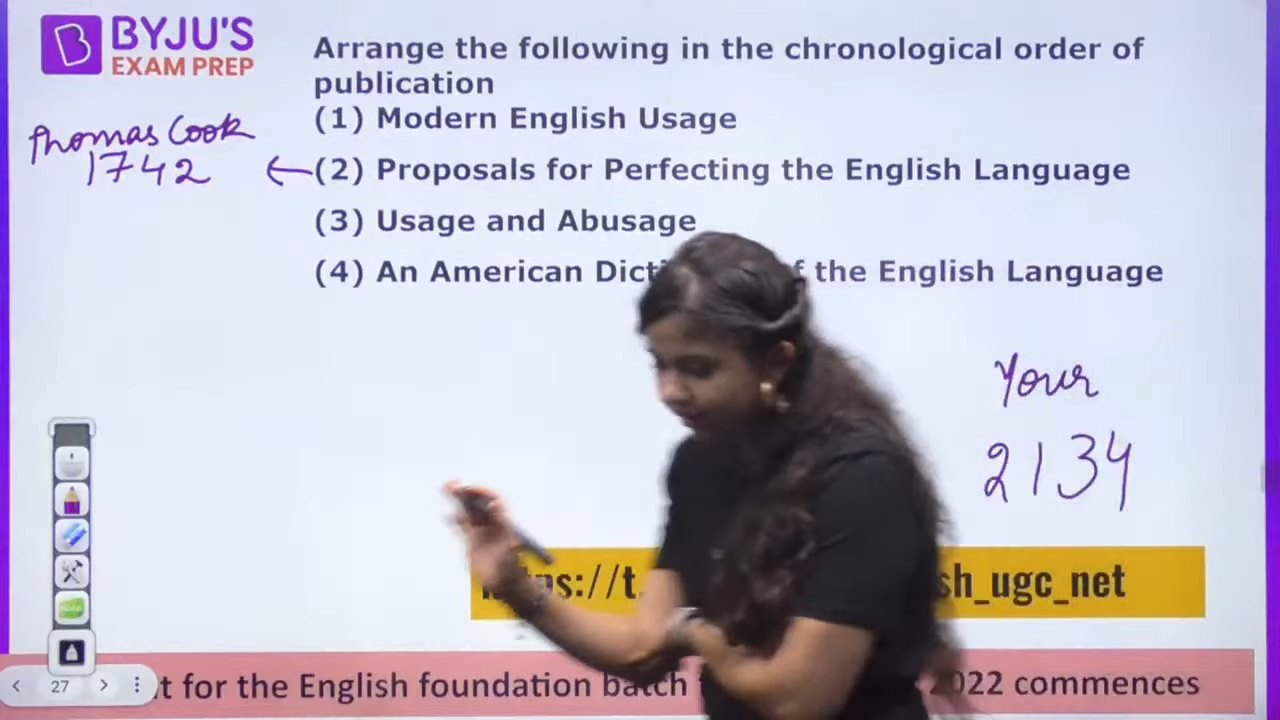 BYJU'S
EXAM PREP
Arrange the following in the chronological order of
publication
(1) Modern English Usage
Thomas Cook
1742
(2) Proposals for Perfecting the English Language
(3) Usage and Abusage
(4) An American of the English Language
Your
2134
sh_ugc_net
t for the English foundation batch 2022 commences
27